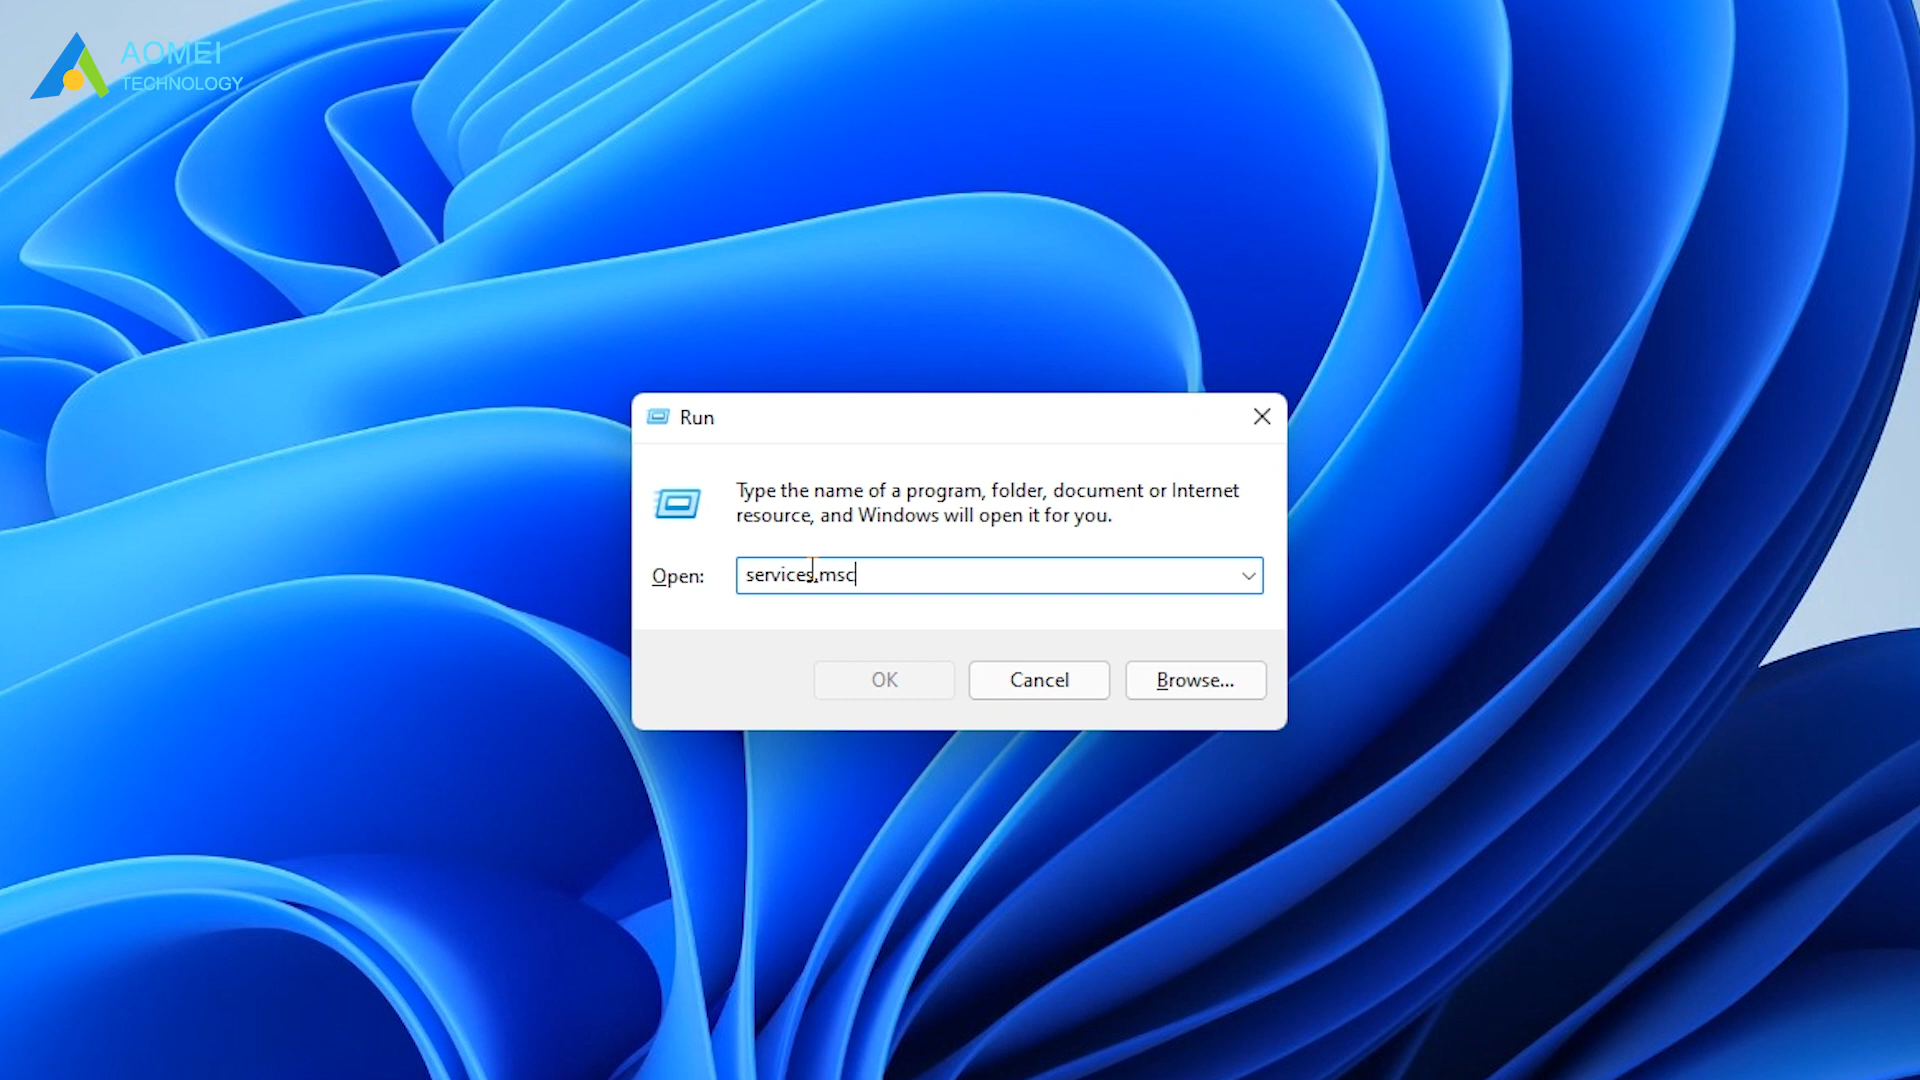 AOMEI
TECHNOLOGY
Run
Type the name of a program, folder, document or Internet
resource, and Windows will open it for you.
Open: services.msc
OK Cancel Browse...